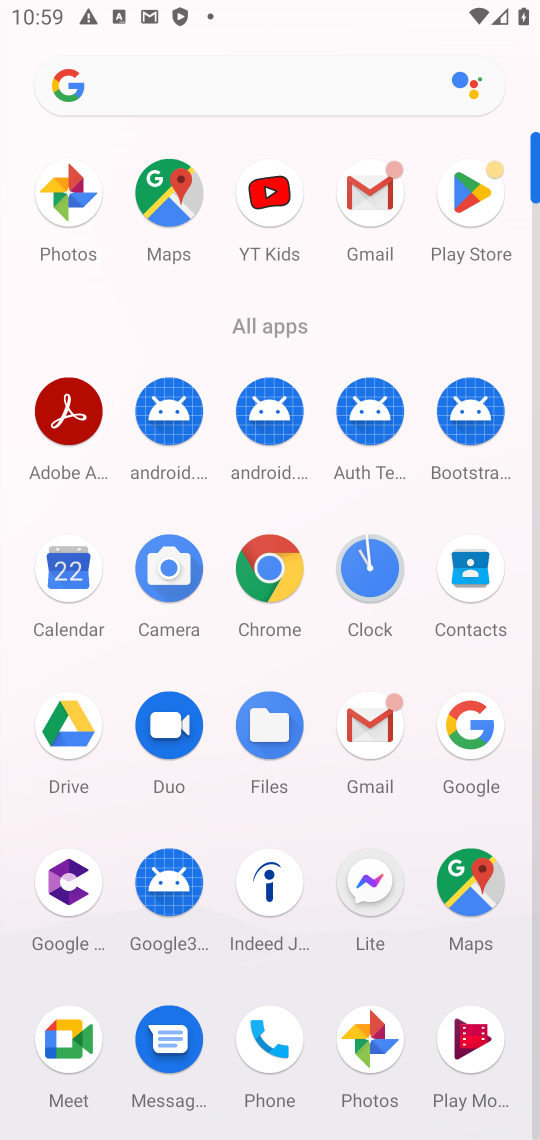 10:59
Photos Maps YT Kids Gmail Play Store
All apps
Adobe A... android.... android.... Auth Te... Bootstra...
22
Calendar Camera Chrome Clock Contacts
Drive Duo Files Gmail Google
Google ... Google3... Indeed J... Lite Maps
Meet Messag... Phone Photos Play Mo...